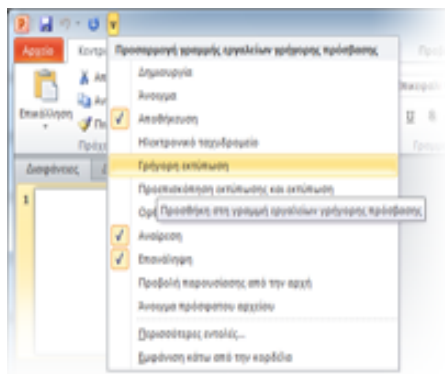 Προσαρμογή γραμμής εργαλείων γρήγορης πρόσβασης
Αρχείο
Δημιουργία
Άνοιγμα
Επικόλληση
Αποθήκευση
Ηλεκτρονικό ταχυδρομείο
Γρήγορη εκτύπωση
Διαφάνειες
Προεπισκόπηση εκτύπωσης και εκτύπωση
1
Προσθήκη στη γραμμή εργαλείων γρήγορης πρόσβασης
Αναίρεση
Επανάληψη
Προβολή παρουσίασης από την αρχή
Άνοιγμα πρόσφατου αρχείου
Περισσότερες εντολές...
Εμφάνιση κάτω από την κορδέλα